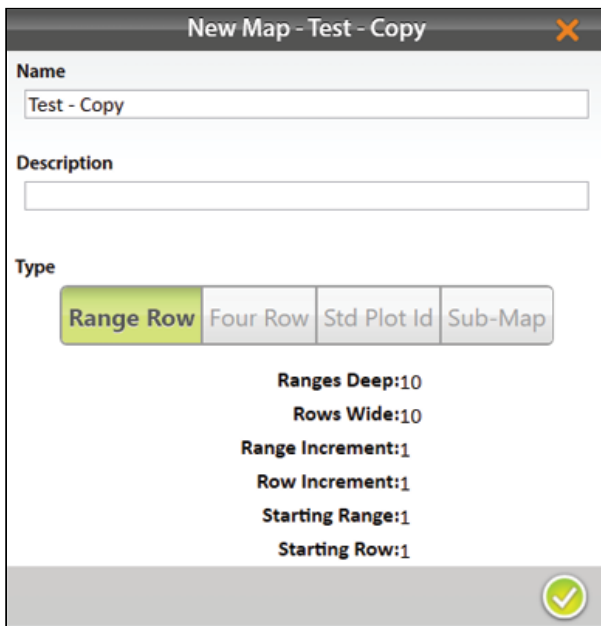 New Map - Test - Copy
Name
Test - Copy
Description
Type
Range Row Four Row Std Plot Id Sub-Map
Ranges Deep:10
Rows Wide:10
Range Increment:1
Row Increment:1
Starting Range:1
Starting Row:1